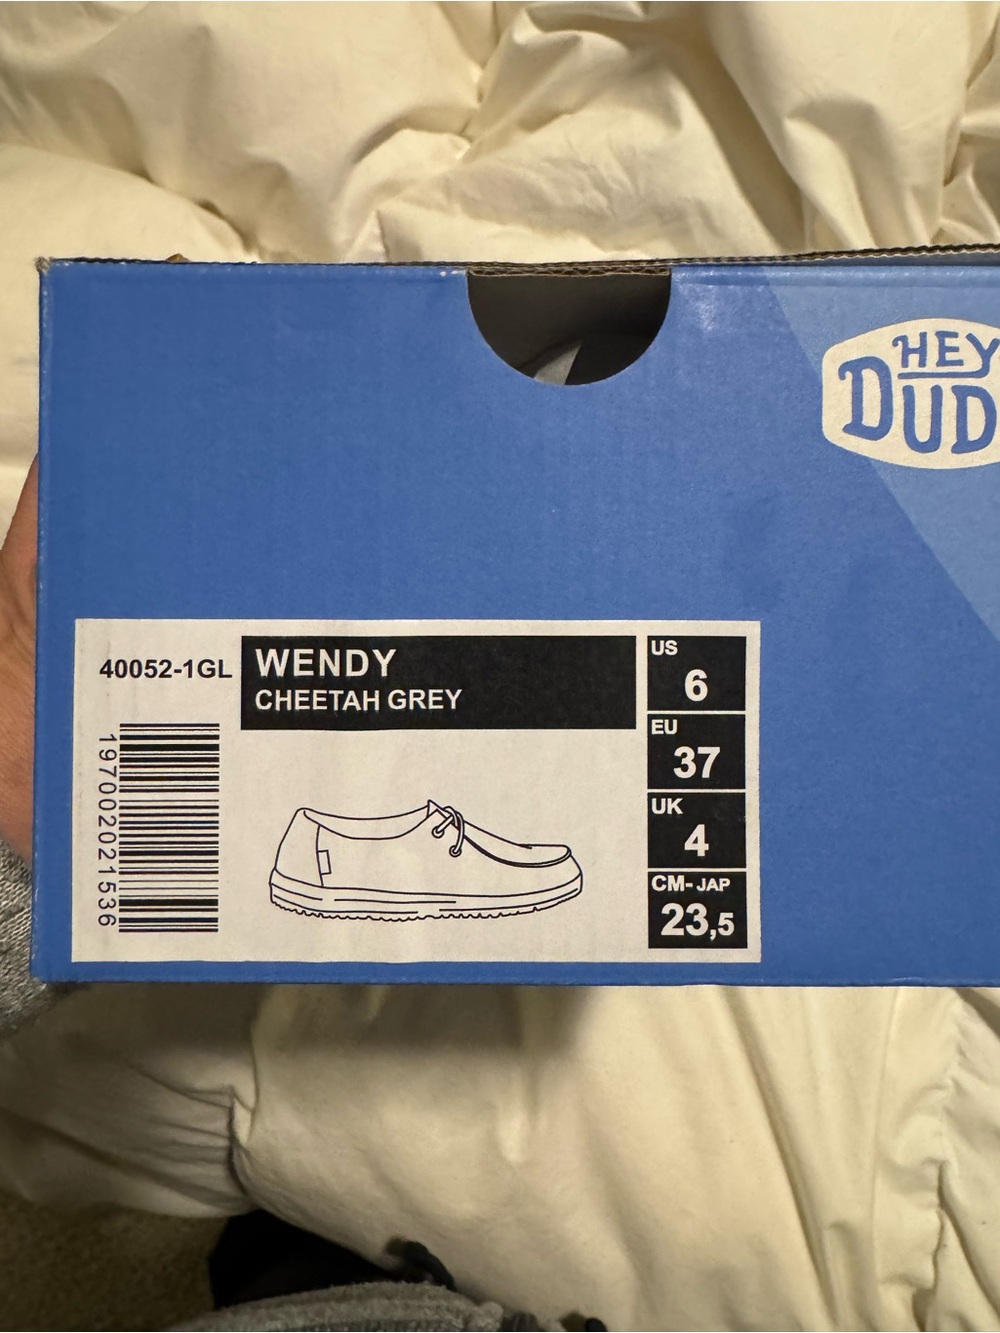 HEY
DUD
40052-1GL
WENDY
CHEETAH GREY
US
6
EU
37
UK
4
CM- JAP
23,5
197002021536